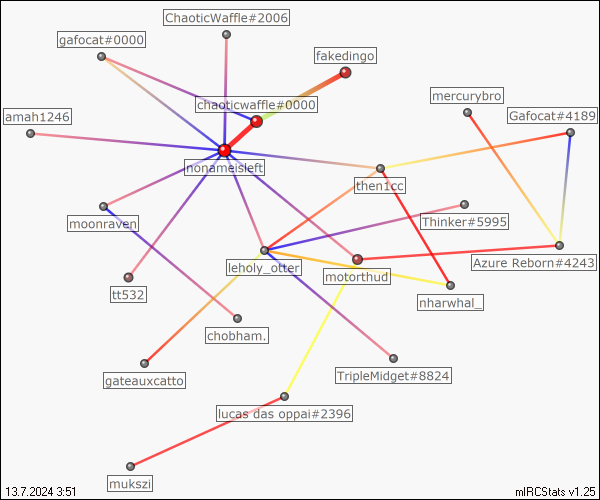 ChaoticWaffle#2006
gafocat#0000
fakedingo
mercurybro
chaoticwaffle#0000
Gafocat#4189
amah1246
nonameisleft
then1cc
moonraven
Thinker#5995
leholy_otter
Azure Reborn#4243
motorthud
tt532
nharwhal_
chobham.
gateauxcatto
TripleMidget#8824
lucas das oppai#2396
mukszi
13.7.2024 3:51
mIRCStats v1.25